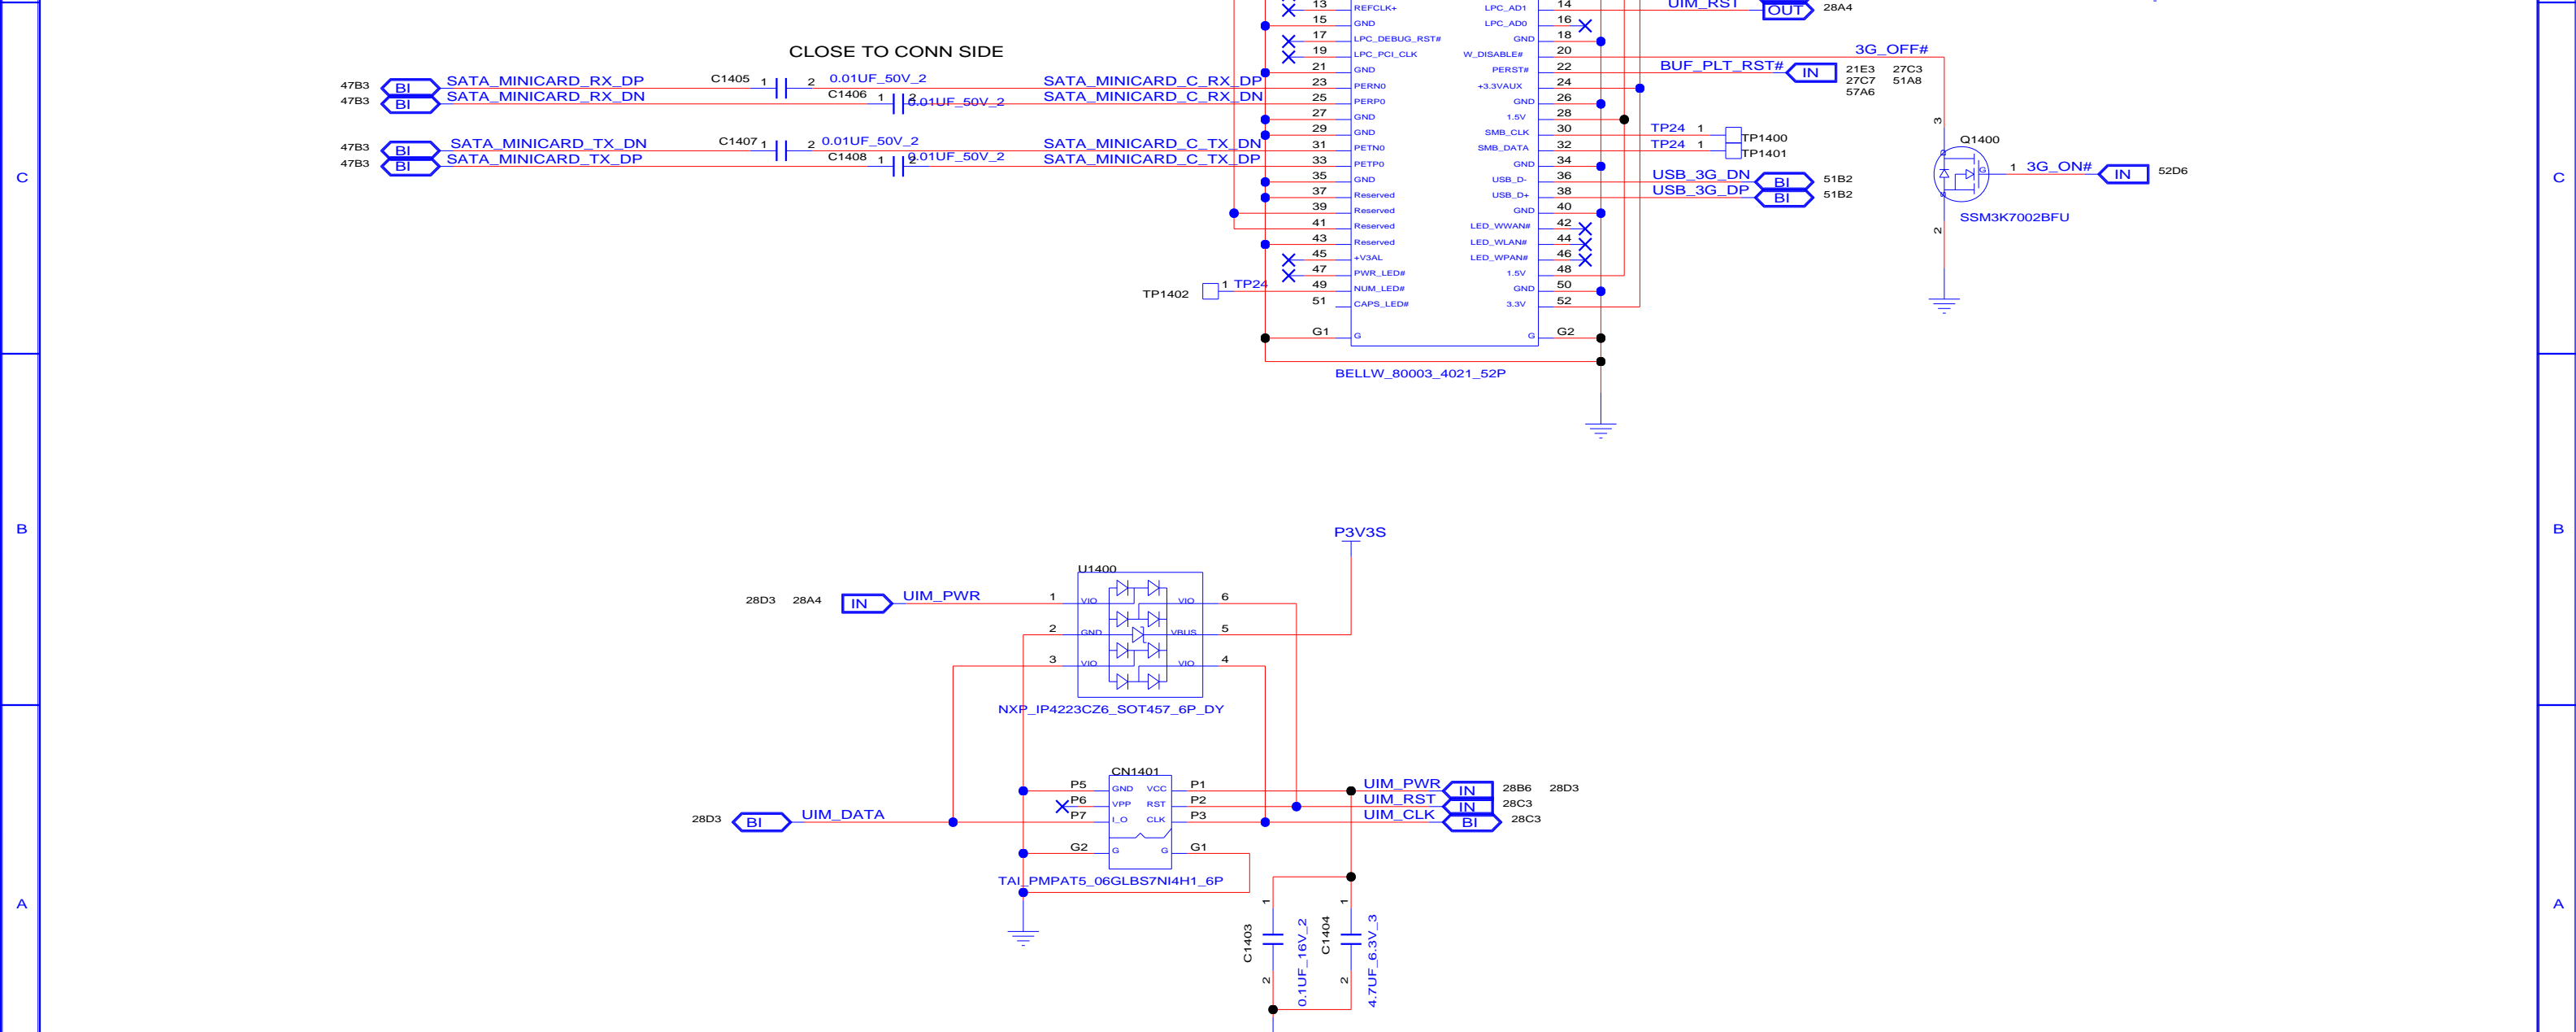 13 REFCLK+ LPC_AD1 14 UIM_RST OUT 28A4
15 GND LPC_AD0 16
17 LPC_DEBUG_RST# GND 18
CLOSE TO CONN SIDE
19 LPC_PCI_CLK W_DISABLE# 20 3G_OFF#
21 GND PERST# 22 BUF_PLT_RST# IN 21E3 27C3
27C7 51A8
57A6
47B3 BI SATA_MINICARD_RX_DP C1405 1 2 0.01UF_50V_2 SATA_MINICARD_C_RX_DP 23 PERN0 +3.3VAUX 24
47B3 BI SATA_MINICARD_RX_DN C1406 1 2 0.01UF_50V_2 SATA_MINICARD_C_RX_DN 25 PERP0 GND 26
27 GND 1.5V 28
29 GND SMB_CLK 30 TP24 1 TP1400
47B3 BI SATA_MINICARD_TX_DN C1407 1 2 0.01UF_50V_2 SATA_MINICARD_C_TX_DN 31 PETN0 SMB_DATA 32 TP24 1 TP1401
47B3 BI SATA_MINICARD_TX_DP C1408 1 2 0.01UF_50V_2 SATA_MINICARD_C_TX_DP 33 PETP0 GND 34
3 Q1400
D G S 1 3G_ON# IN 52D6
SSM3K7002BFU
2
C C
35 GND USB_D- 36 USB_3G_DN BI 51B2
37 Reserved USB_D+ 38 USB_3G_DP BI 51B2
39 Reserved GND 40
41 Reserved LED_WWAN# 42
43 Reserved LED_WLAN# 44
45 +V3AL LED_WPAN# 46
47 PWR_LED# 1.5V 48
TP1402 1 TP24 49 NUM_LED# GND 50
51 CAPS_LED# 3.3V 52
G1 G G G2
BELLW_80003_4021_52P
B B
P3V3S
U1400
28D3 28A4 IN UIM_PWR 1 VIO VIO 6
2 GND VBUS 5
3 VIO VIO 4
NXP_IP4223CZ6_SOT457_6P_DY
CN1401
P5 GND VCC P1 UIM_PWR IN 28B6 28D3
P6 VPP RST P2 UIM_RST IN 28C3
28D3 BI UIM_DATA P7 I_O CLK P3 UIM_CLK BI 28C3
G2 G G G1
TAI_PMPAT5_06GLBS7NI4H1_6P
A A
C1403 1 2 0.1UF_16V_2
C1404 1 2 4.7UF_6.3V_3